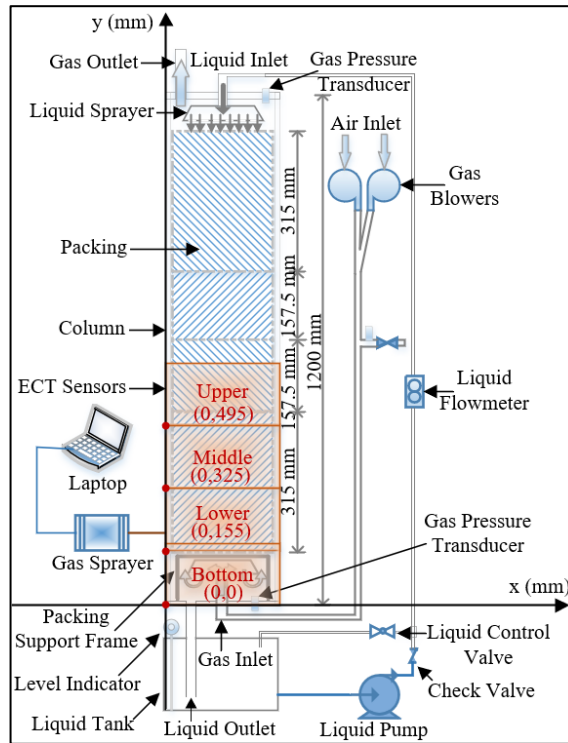 y (mm)
Gas Outlet
Liquid Inlet
Gas Pressure
Transducer
Liquid Sprayer
Air Inlet
Gas
Blowers
315 mm
Packing
157.5 mm
Column
1200 mm
ECT Sensors
Upper
(0,495)
157.5 mm
Liquid
Flowmeter
Middle
(0,325)
Laptop
315 mm
Lower
(0,155)
Gas Sprayer
Gas Pressure
Transducer
Bottom
(0,0)
x (mm)
Packing
Support Frame
Gas Inlet
Liquid Control
Valve
Level Indicator
Check Valve
Liquid Tank
Liquid Outlet
Liquid Pump